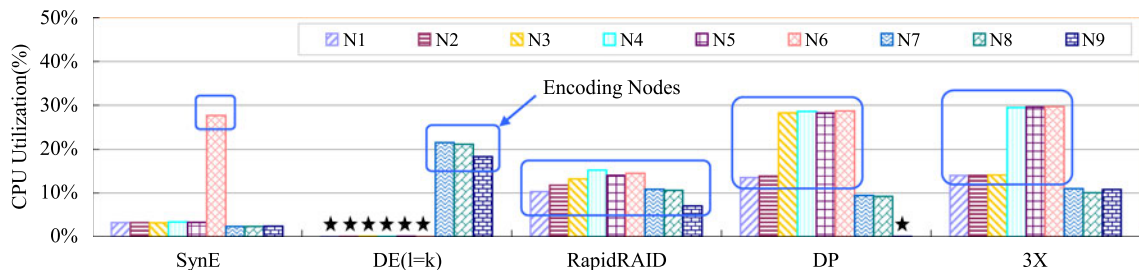 50%
N1 N2 N3 N4 N5 N6 N7 N8 N9
40%
30%
20%
10%
0%
CPU Utilization(%)
Encoding Nodes
SynE DE(l=k) RapidRAID DP 3X